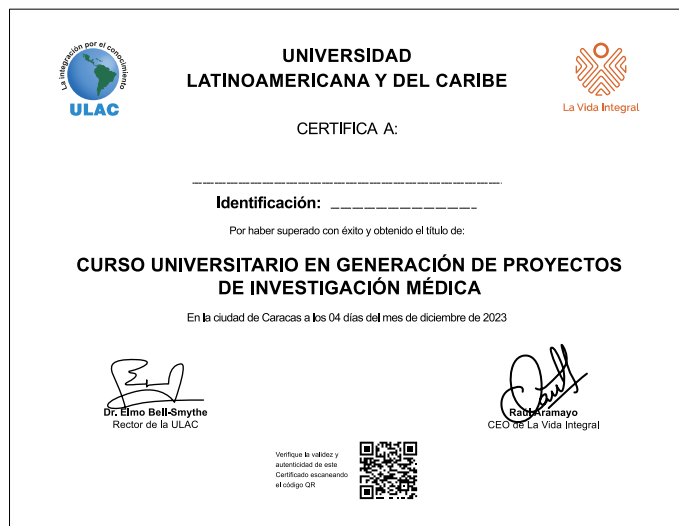 La integración por el conocimiento
ULAC
UNIVERSIDAD
LATINOAMERICANA Y DEL CARIBE
La Vida Integral
CERTIFICA A:
Identificación:
Por haber superado con éxito y obtenido el título de:
CURSO UNIVERSITARIO EN GENERACIÓN DE PROYECTOS
DE INVESTIGACIÓN MÉDICA
En la ciudad de Caracas a los 04 días del mes de diciembre de 2023
Dr. Elmo Bell-Smythe
Rector de la ULAC
Raúl Aramayo
CEO de La Vida Integral
Verifique la validez y
autenticidad de este
Certificado escaneando
el código QR